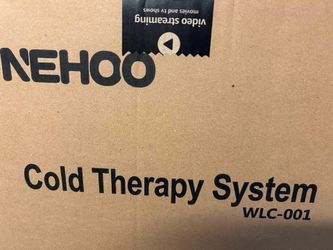 video streaming
movies and tv shows
NEHOO
Cold Therapy System
WLC-001